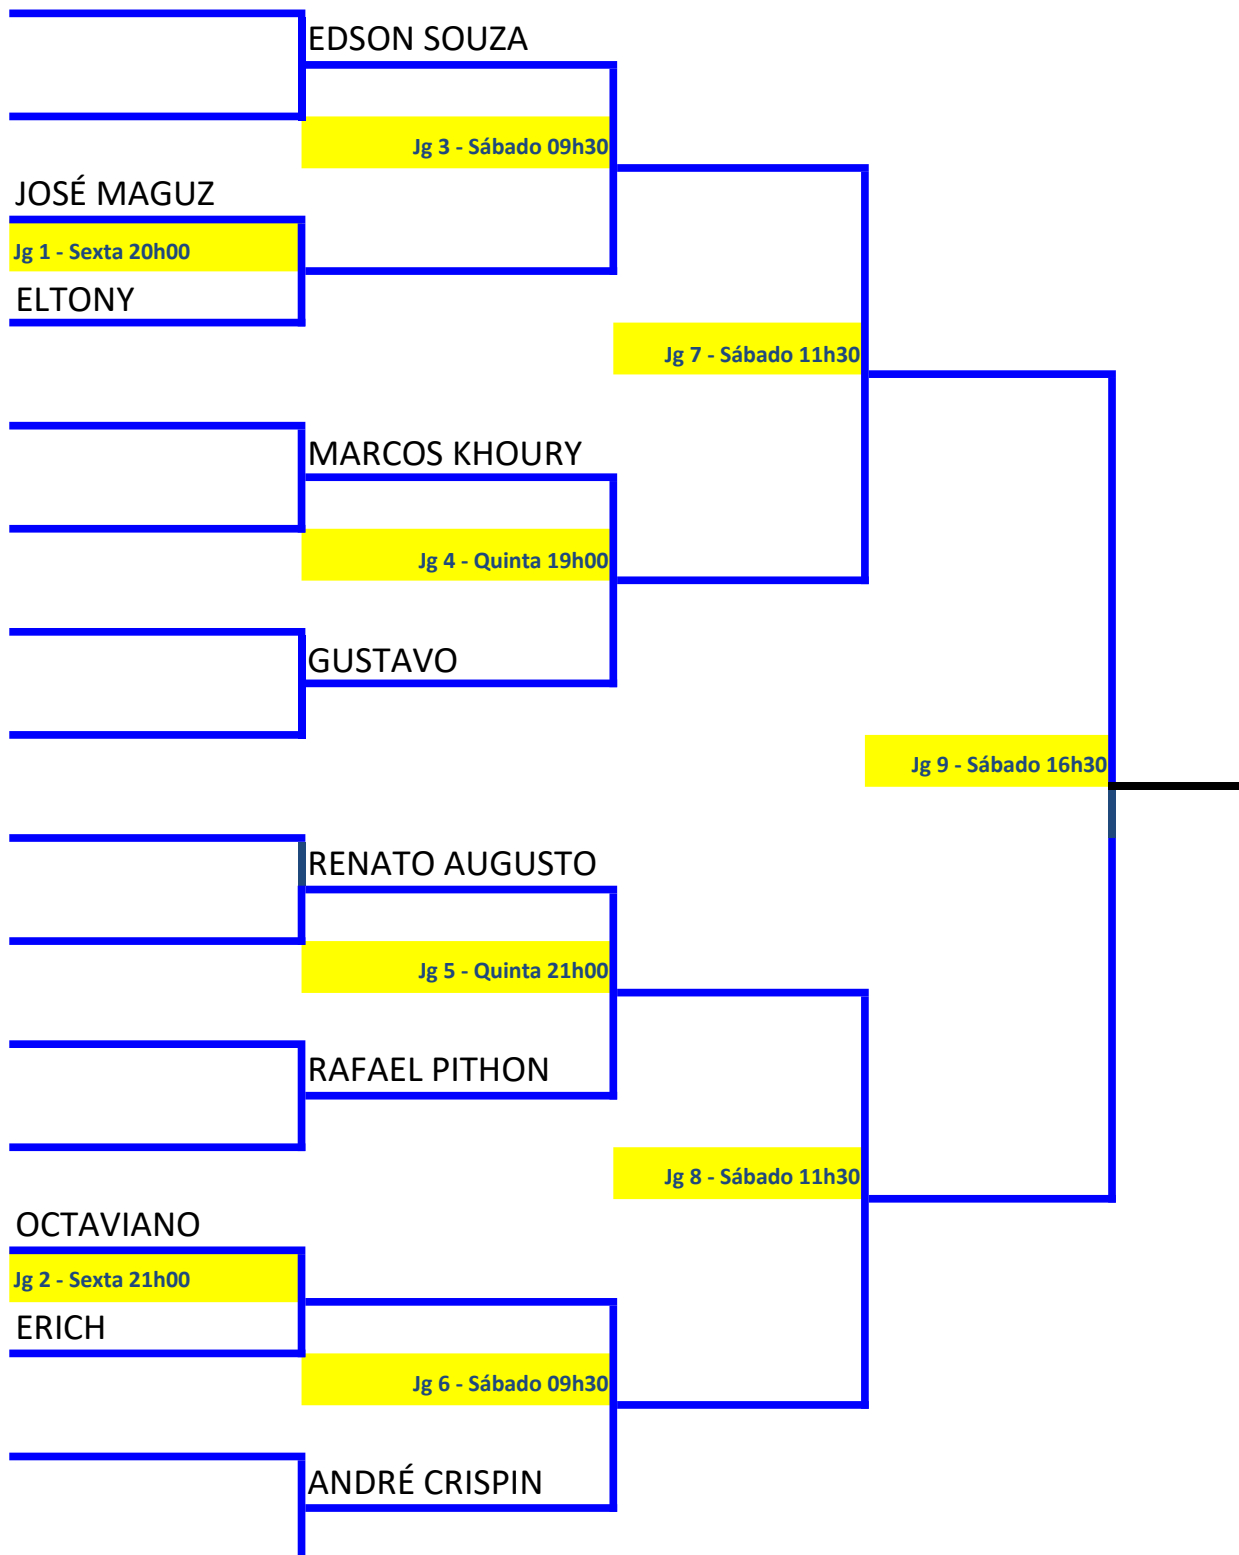 EDSON SOUZA
Jg 3 - Sábado 09h30
JOSÉ MAGUZ
Jg 1 - Sexta 20h00
ELTONY
Jg 7 - Sábado 11h30
MARCOS KHOURY
Jg 4 - Quinta 19h00
GUSTAVO
Jg 9 - Sábado 16h30
RENATO AUGUSTO
Jg 5 - Quinta 21h00
RAFAEL PITHON
Jg 8 - Sábado 11h30
OCTAVIANO
Jg 2 - Sexta 21h00
ERICH
Jg 6 - Sábado 09h30
ANDRÉ CRISPIN